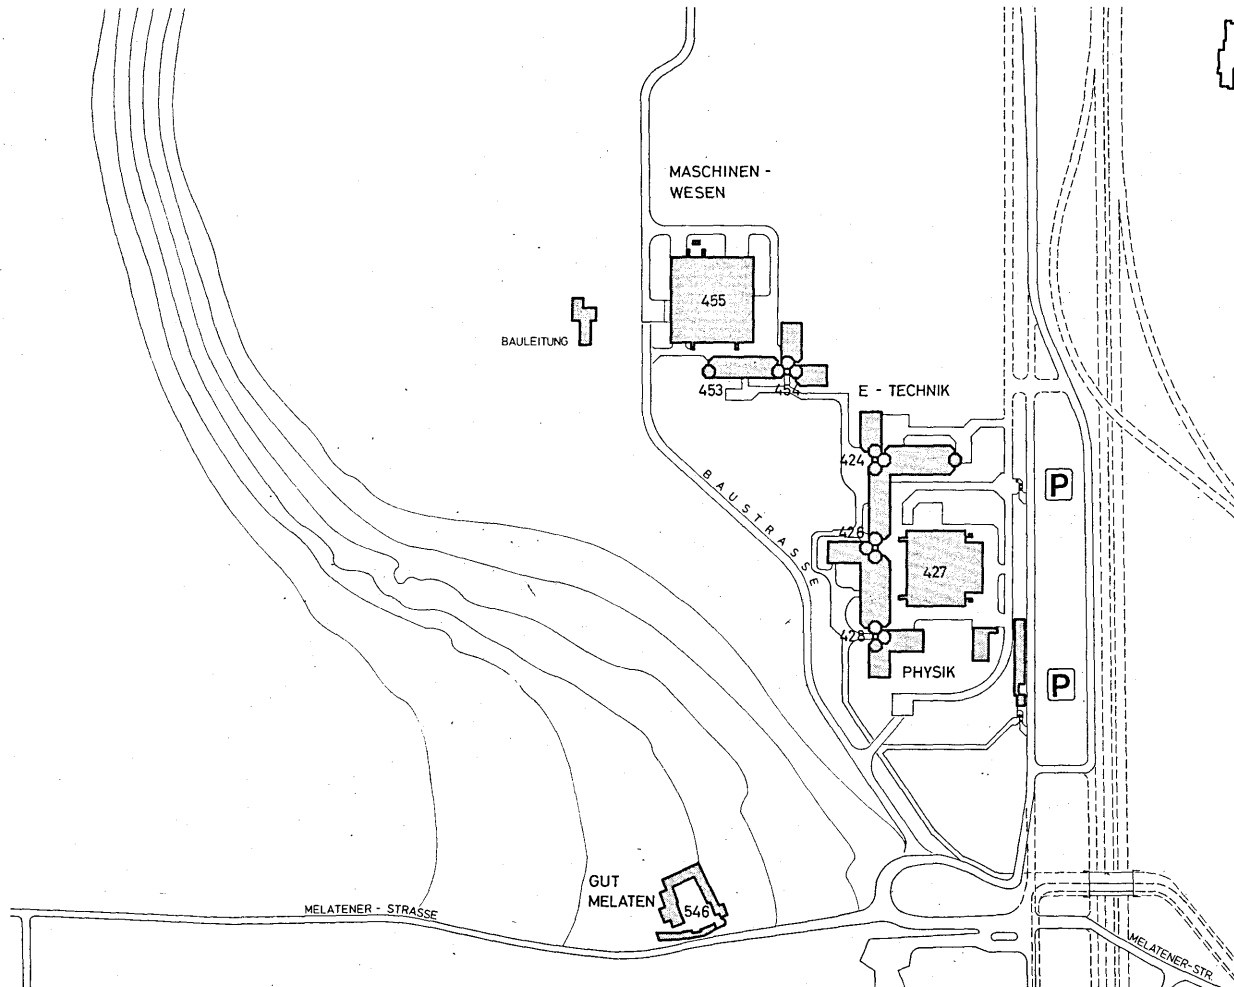 MASCHINEN -
WESEN
455
BAULEITUNG
453
454
E - TECHNIK
424
BAUSTRASSE
P
426
427
428
PHYSIK
P
GUT
MELATEN
546
MELATENER - STRASSE
MELATENER-STR.